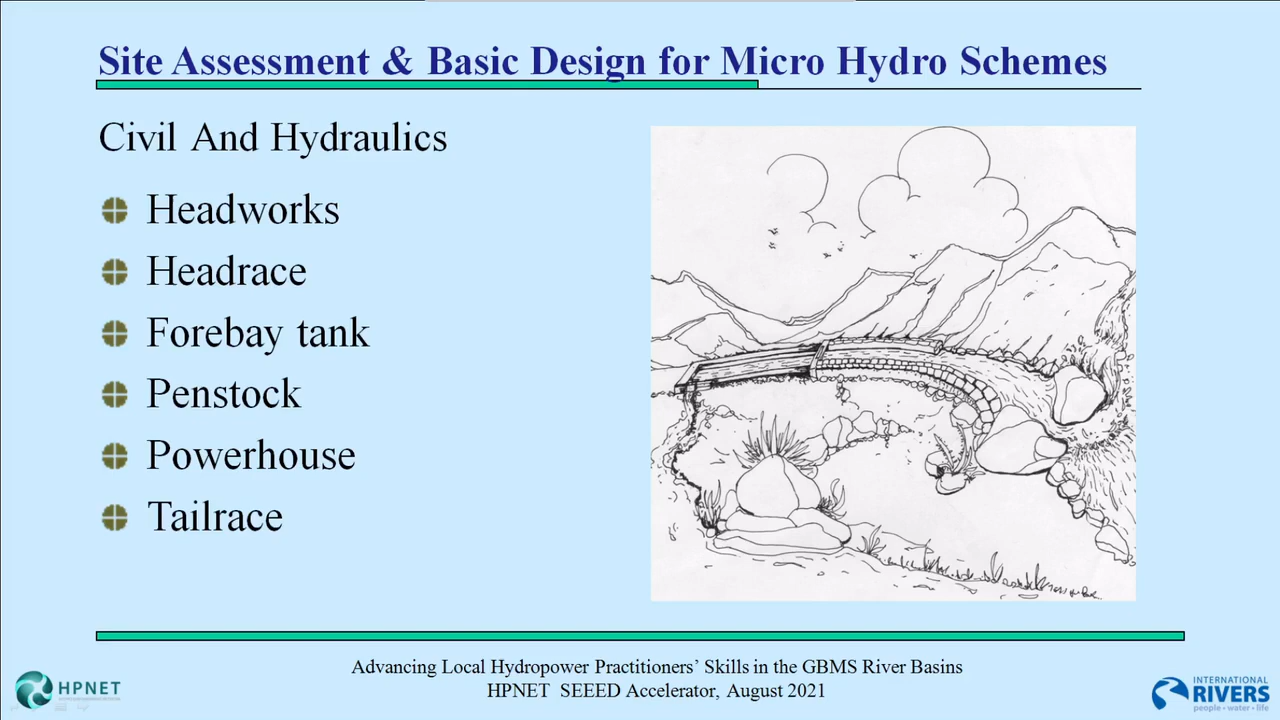 Site Assessment & Basic Design for Micro Hydro Schemes
Civil And Hydraulics
Headworks
Headrace
Forebay tank
Penstock
Powerhouse
Tailrace
Advancing Local Hydropower Practitioners’ Skills in the GBMS River Basins
HPNET SEEED Accelerator, August 2021
HPNET
INTERNATIONAL
RIVERS
people • water • life